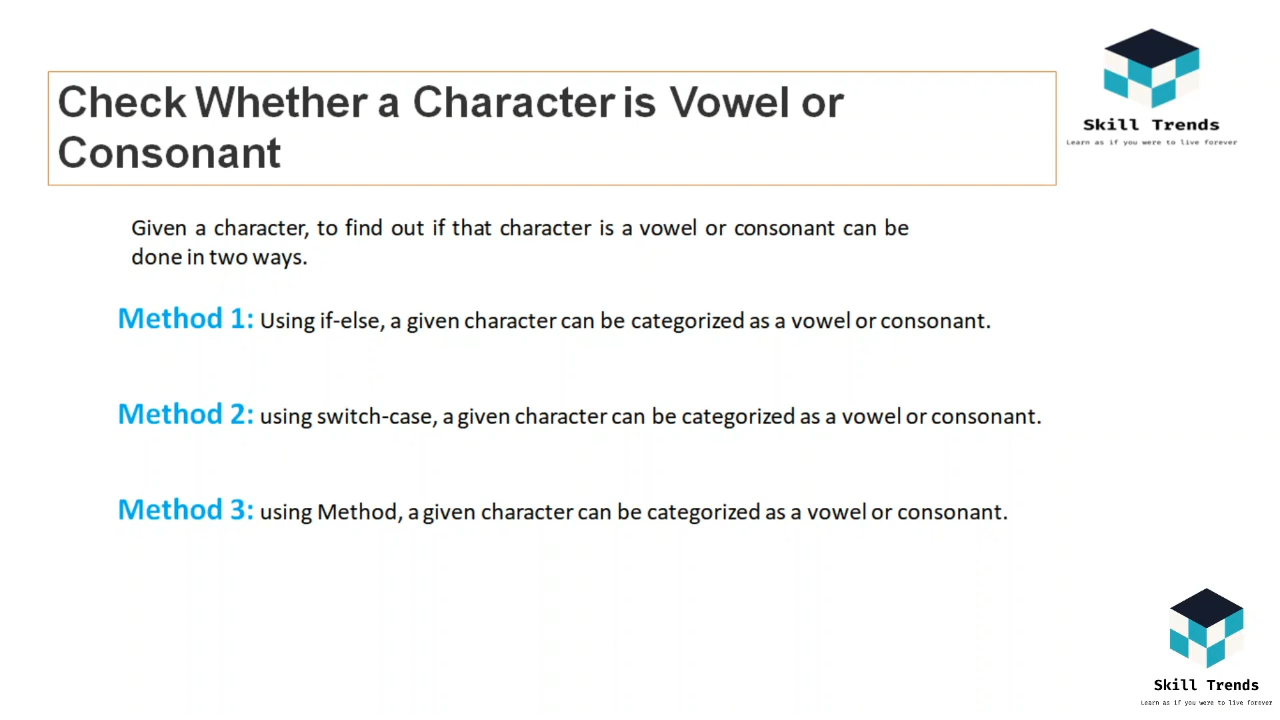 Check Whether a Character is Vowel or
Consonant
Skill Trends
Learn as if you were to live forever
Given a character, to find out if that character is a vowel or consonant can be
done in two ways.
Method 1: Using if-else, a given character can be categorized as a vowel or consonant.
Method 2: using switch-case, a given character can be categorized as a vowel or consonant.
Method 3: using Method, a given character can be categorized as a vowel or consonant.
Skill Trends
Learn as if you were to live forever